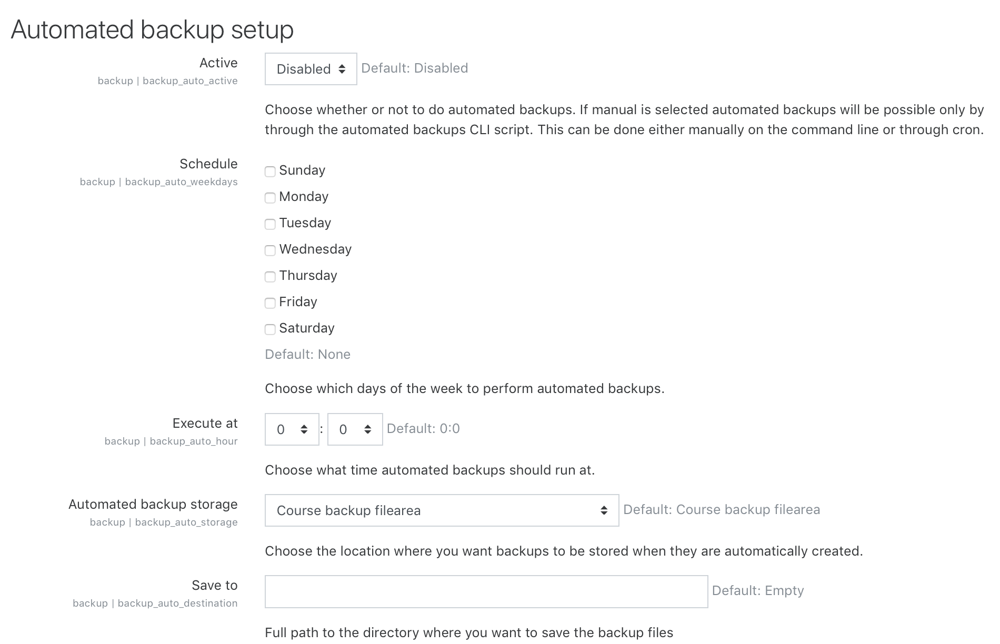 Automated backup setup
Active
Disabled Default: Disabled
backup | backup_auto_active
Choose whether or not to do automated backups. If manual is selected automated backups will be possible only by
through the automated backups CLI script. This can be done either manually on the command line or through cron.
Schedule
backup | backup_auto_weekdays
Sunday
Monday
Tuesday
Wednesday
Thursday
Friday
Saturday
Default: None
Choose which days of the week to perform automated backups.
Execute at
0 : 0 Default: 0:0
backup | backup_auto_hour
Choose what time automated backups should run at.
Automated backup storage
Course backup filearea Default: Course backup filearea
backup | backup_auto_storage
Choose the location where you want backups to be stored when they are automatically created.
Save to
Default: Empty
backup | backup_auto_destination
Full path to the directory where you want to save the backup files